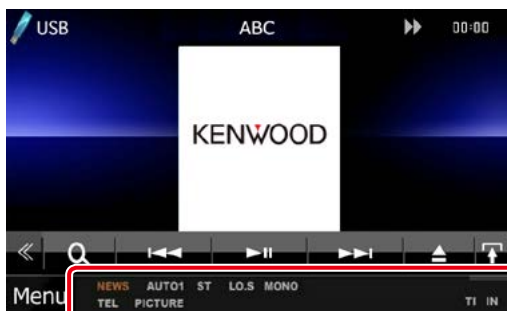 USB ABC 00:00
KENWOOD
Menu
NEWS AUTO1 ST LO.S MONO
TEL PICTURE TI IN